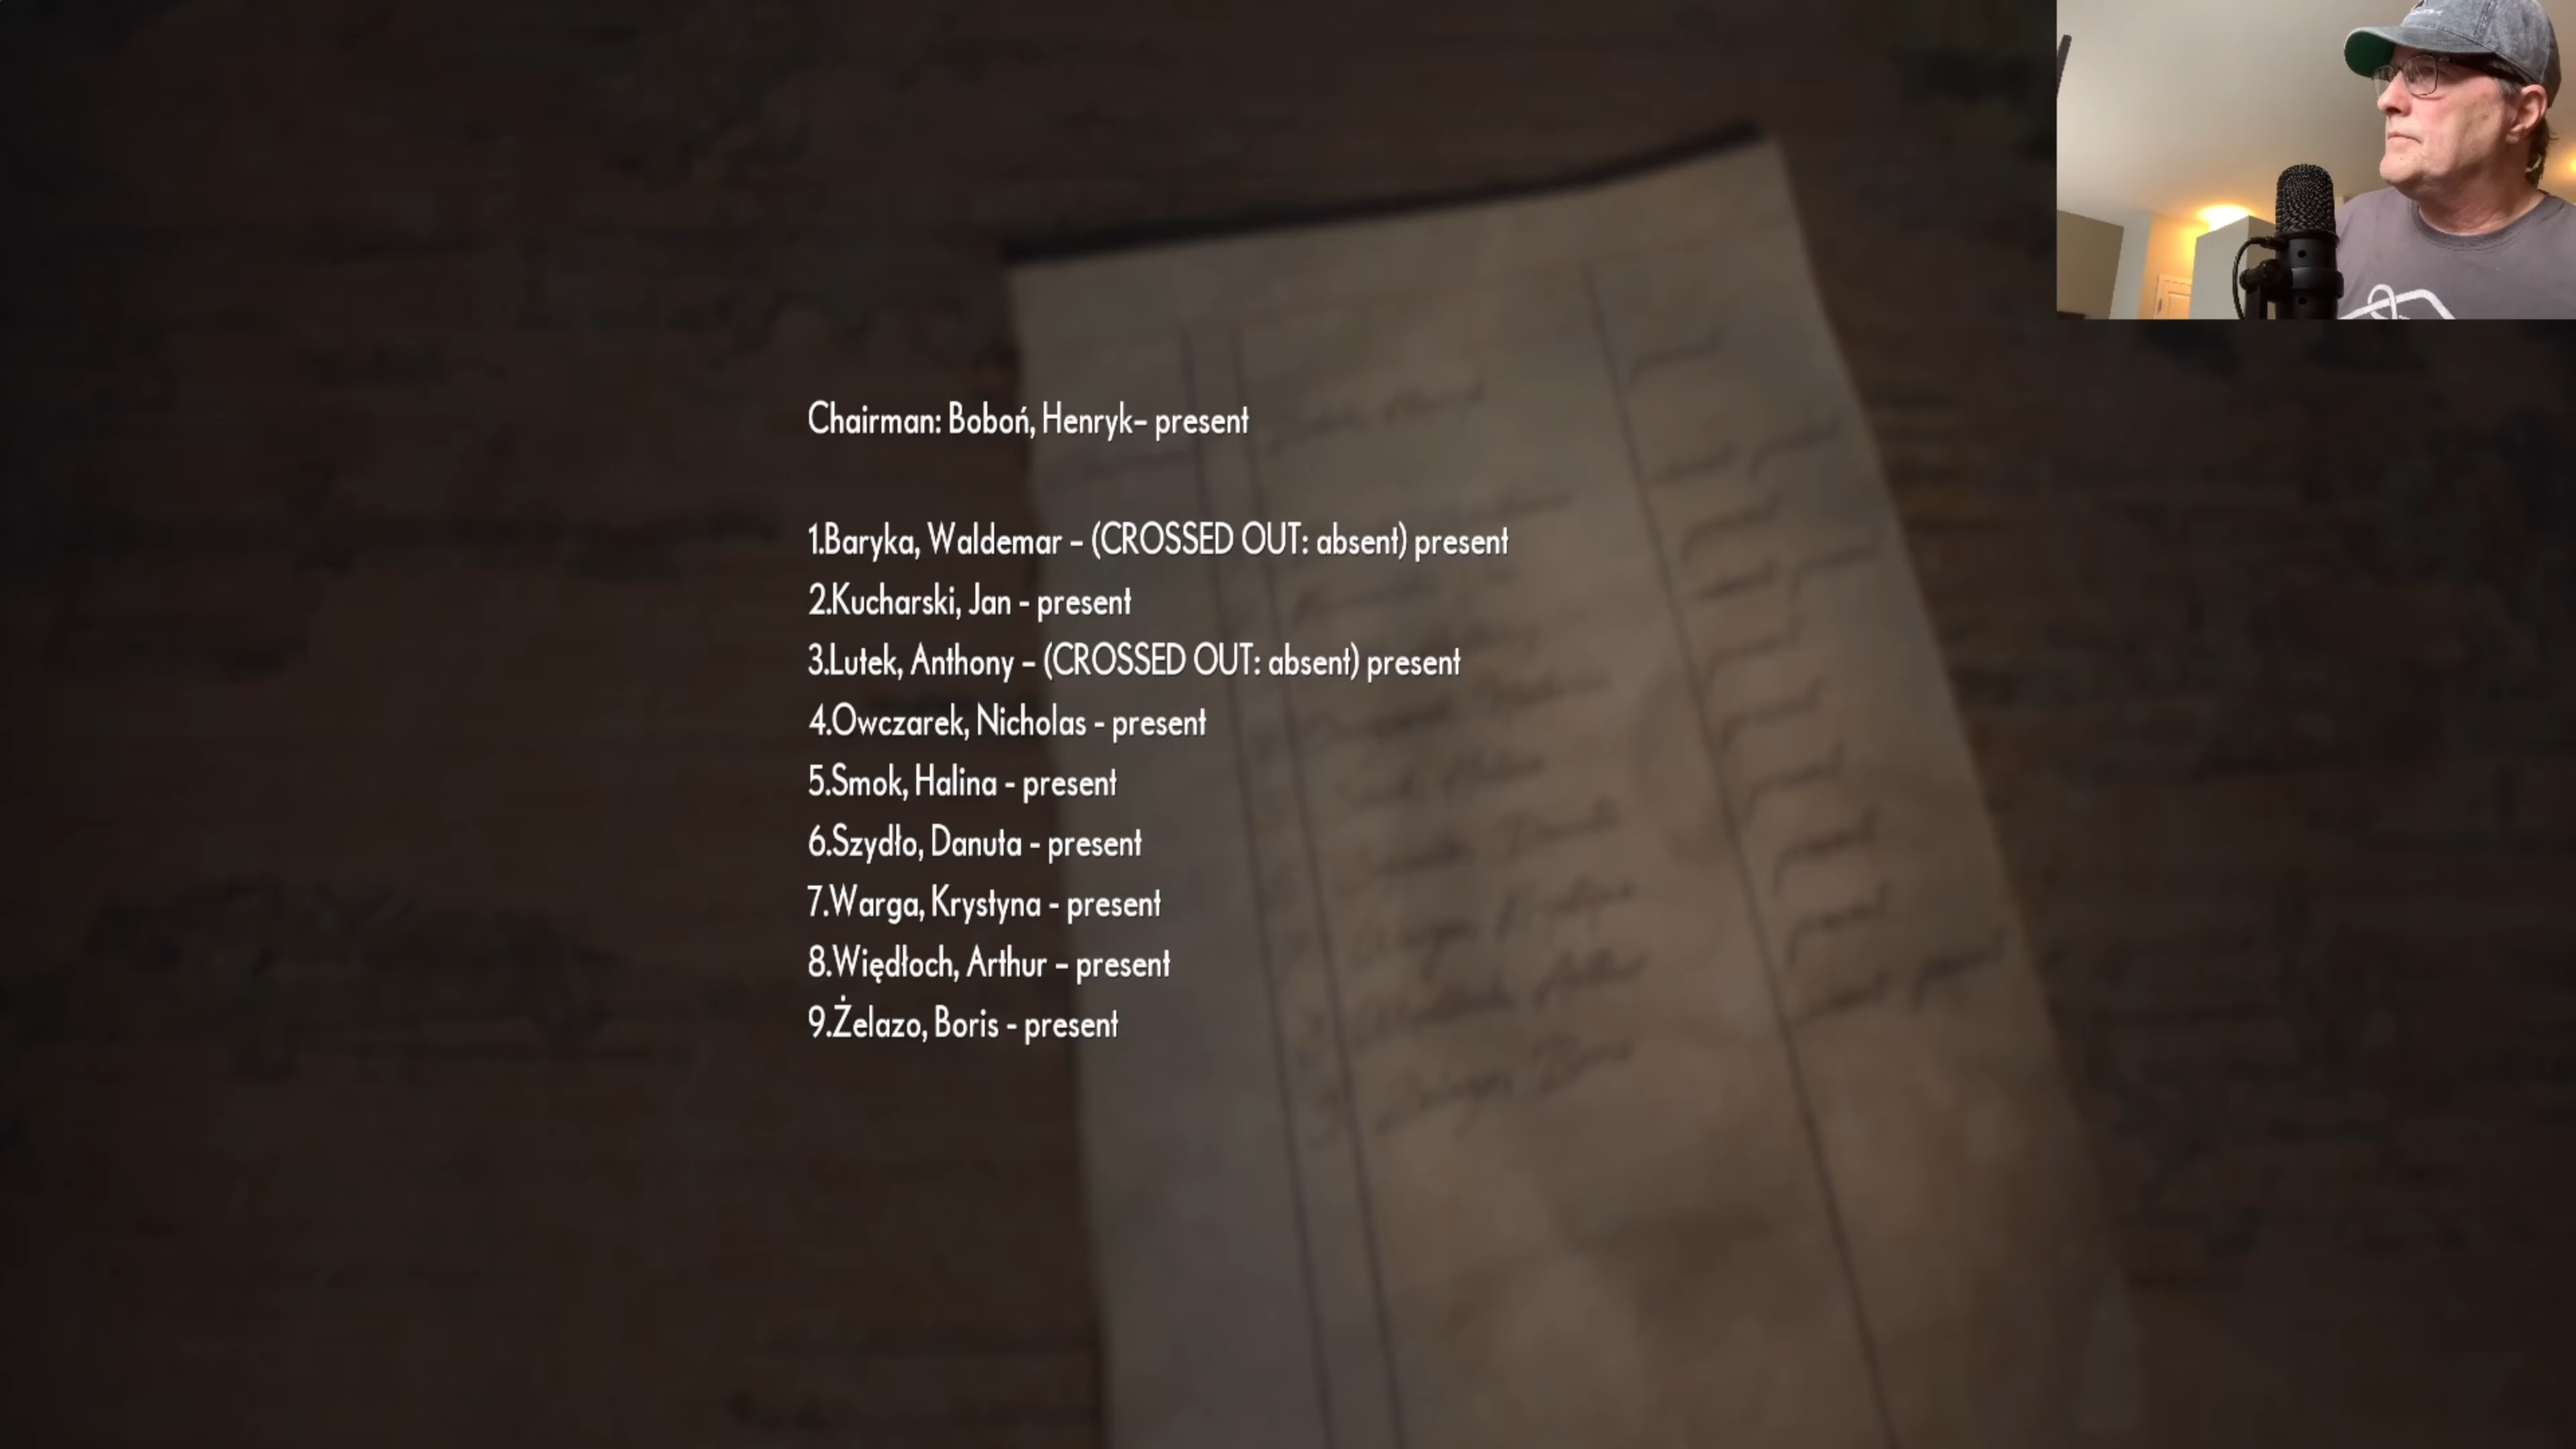 Chairman: Boboń, Henryk– present
1.Baryka, Waldemar – (CROSSED OUT: absent) present
2.Kucharski, Jan - present
3.Lutek, Anthony – (CROSSED OUT: absent) present
4.Owczarek, Nicholas - present
5.Smok, Halina - present
6.Szydło, Danuta - present
7.Warga, Krystyna - present
8.Więdłoch, Arthur – present
9.Żelazo, Boris - present